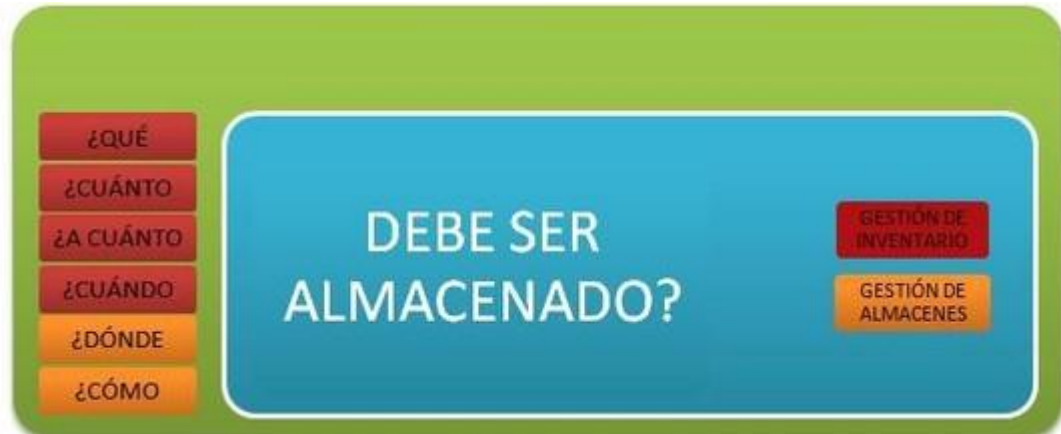 ¿QUÉ
¿CUÁNTO
¿A CUÁNTO
¿CUÁNDO
¿DÓNDE
¿CÓMO
DEBE SER
ALMACENADO?
GESTIÓN DE
INVENTARIO
GESTIÓN DE
ALMACENES